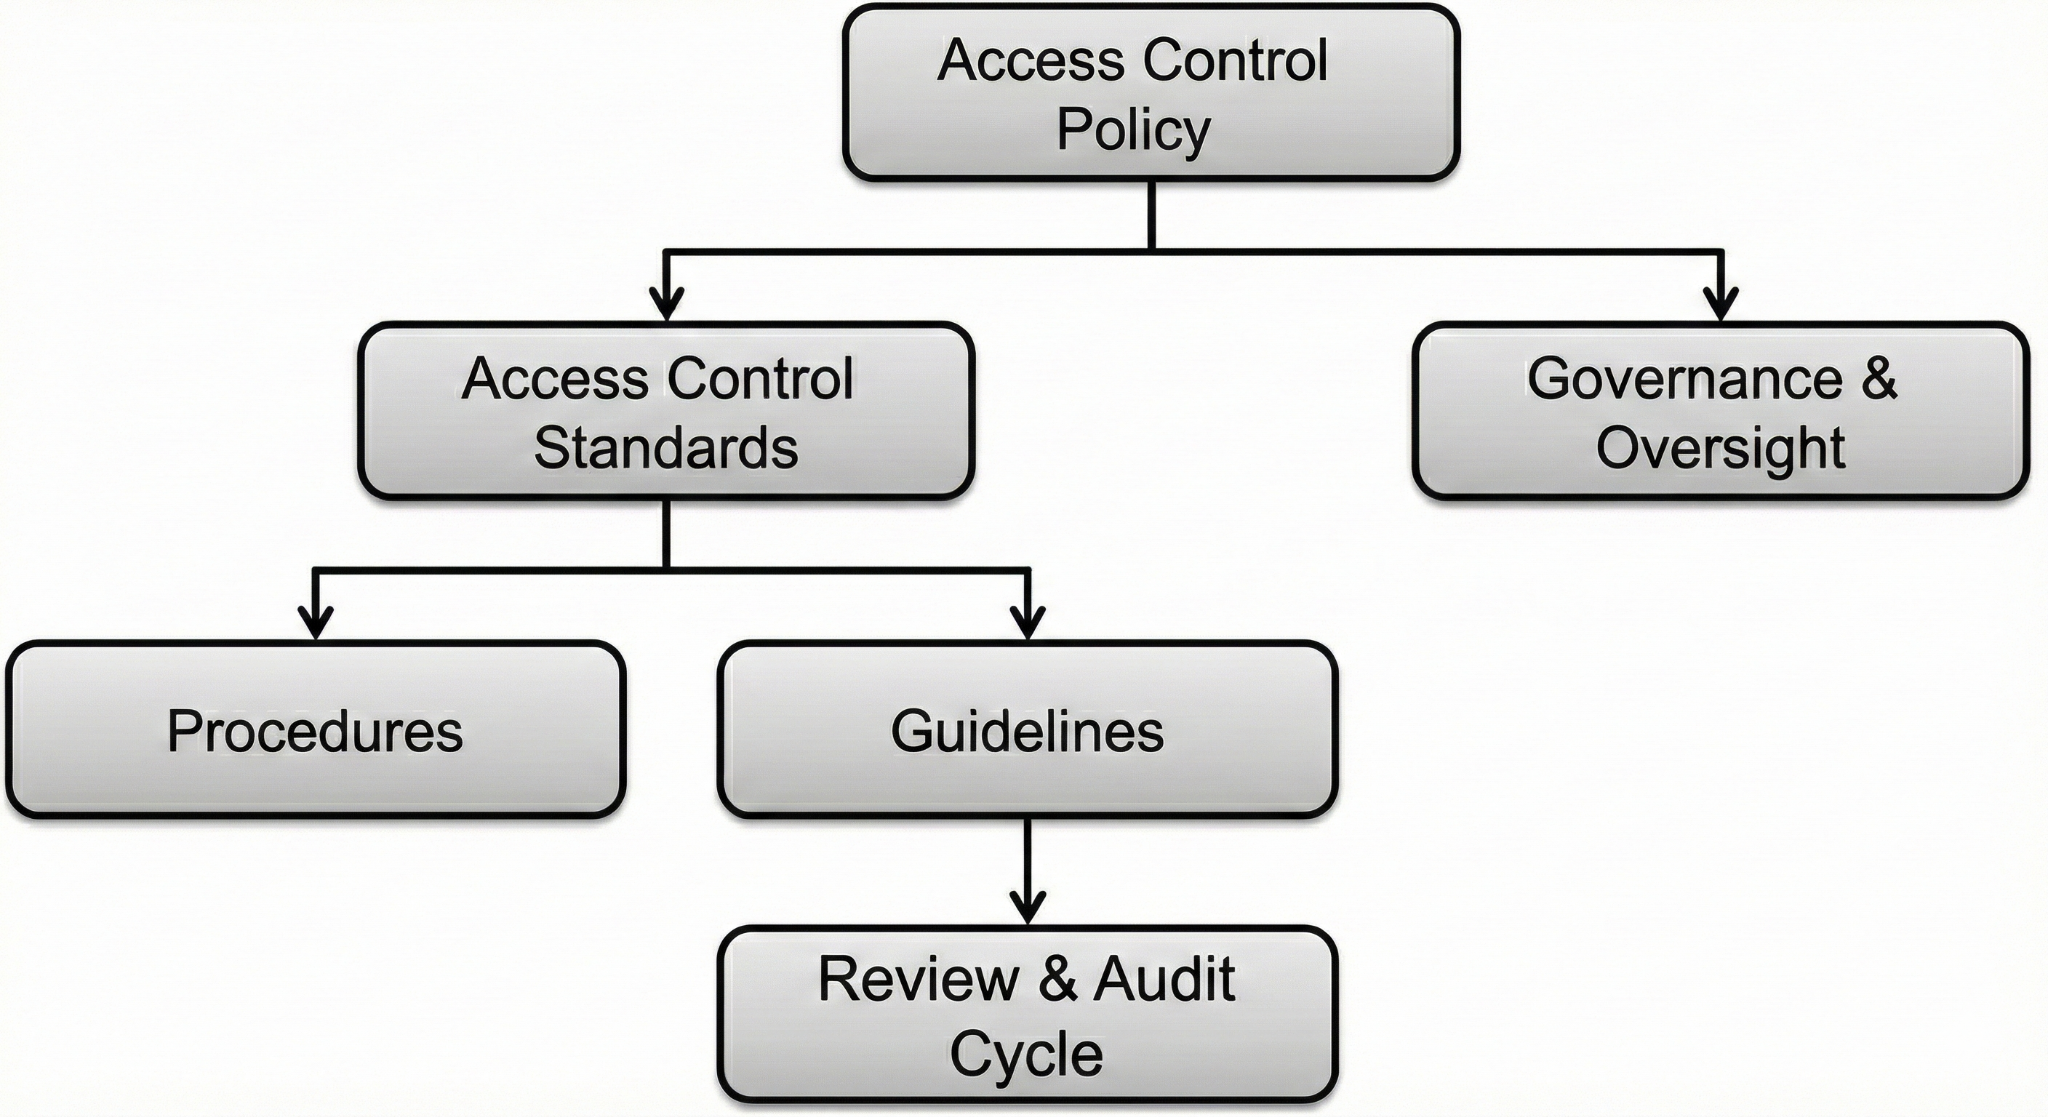 Access Control
Policy
Access Control
Standards
Governance &
Oversight
Procedures
Guidelines
Review & Audit
Cycle